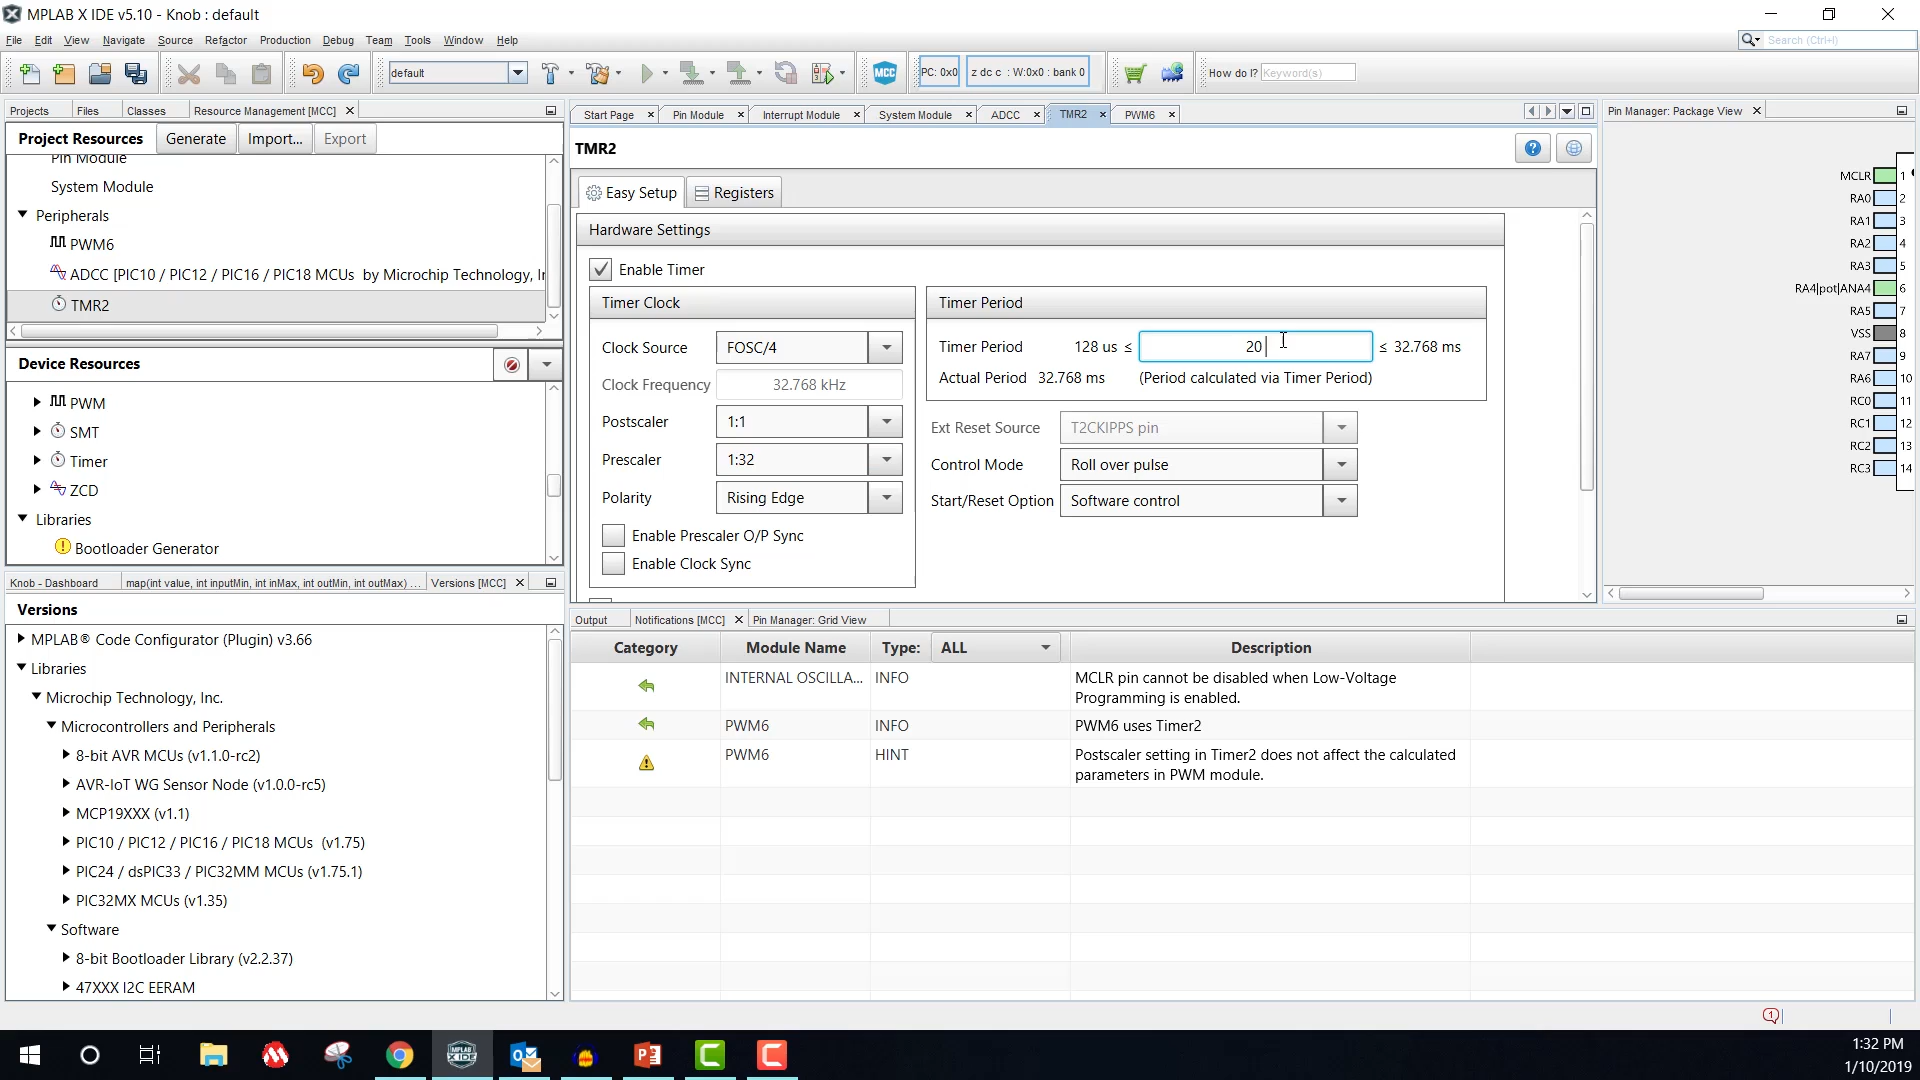 MPLAB X IDE v5.10 - Knob : default
File Edit View Navigate Source Refactor Production Debug Team Tools Window Help
Search (Ctrl+I)
default
MCC
PC: 0x0
z dc c : W:0x0 : bank 0
How do I? Keyword(s)
Projects Files Classes Resource Management [MCC]
Project Resources Generate Import... Export
Pin Module
System Module
Peripherals
PWM6
ADCC [PIC10 / PIC12 / PIC16 / PIC18 MCUs by Microchip Technology, Ir
TMR2
Device Resources
PWM
SMT
Timer
ZCD
Libraries
Bootloader Generator
Knob - Dashboard map(int value, int inputMin, int inMax, int outMin, int outMax) ... Versions [MCC]
Versions
MPLAB® Code Configurator (Plugin) v3.66
Libraries
Microchip Technology, Inc.
Microcontrollers and Peripherals
8-bit AVR MCUs (v1.1.0-rc2)
AVR-IoT WG Sensor Node (v1.0.0-rc5)
MCP19XXX (v1.1)
PIC10 / PIC12 / PIC16 / PIC18 MCUs (v1.75)
PIC24 / dsPIC33 / PIC32MM MCUs (v1.75.1)
PIC32MX MCUs (v1.35)
Software
8-bit Bootloader Library (v2.2.37)
47XXX I2C EERAM
Start Page Pin Module Interrupt Module System Module ADCC TMR2 PWM6
TMR2
Easy Setup Registers
Hardware Settings
Enable Timer
Timer Clock
Clock Source FOSC/4
Clock Frequency 32.768 kHz
Postscaler 1:1
Prescaler 1:32
Polarity Rising Edge
Enable Prescaler O/P Sync
Enable Clock Sync
Timer Period
Timer Period 128 us ≤ 20 ≤ 32.768 ms
Actual Period 32.768 ms (Period calculated via Timer Period)
Ext Reset Source T2CKIPPS pin
Control Mode Roll over pulse
Start/Reset Option Software control
Pin Manager: Package View
MCLR 1
RA0 2
RA1 3
RA2 4
RA3 5
RA4|pot|ANA4 6
RA5 7
VSS 8
RA7 9
RA6 10
RC0 11
RC1 12
RC2 13
RC3 14
Output Notifications [MCC] Pin Manager: Grid View
Category Module Name Type: ALL Description
INTERNAL OSCILLA... INFO MCLR pin cannot be disabled when Low-Voltage
Programming is enabled.
PWM6 INFO PWM6 uses Timer2
PWM6 HINT Postscaler setting in Timer2 does not affect the calculated
parameters in PWM module.
1
1:32 PM
1/10/2019